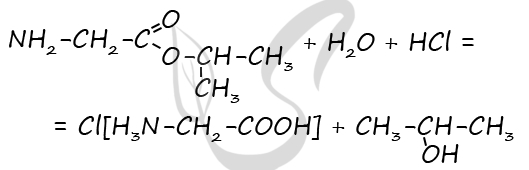 NH₂–CH₂–C=O
O–CH–CH₃ + H₂O + HCl =
CH₃
= Cl[H₃N–CH₂–COOH] + CH₃–CH–CH₃
OH